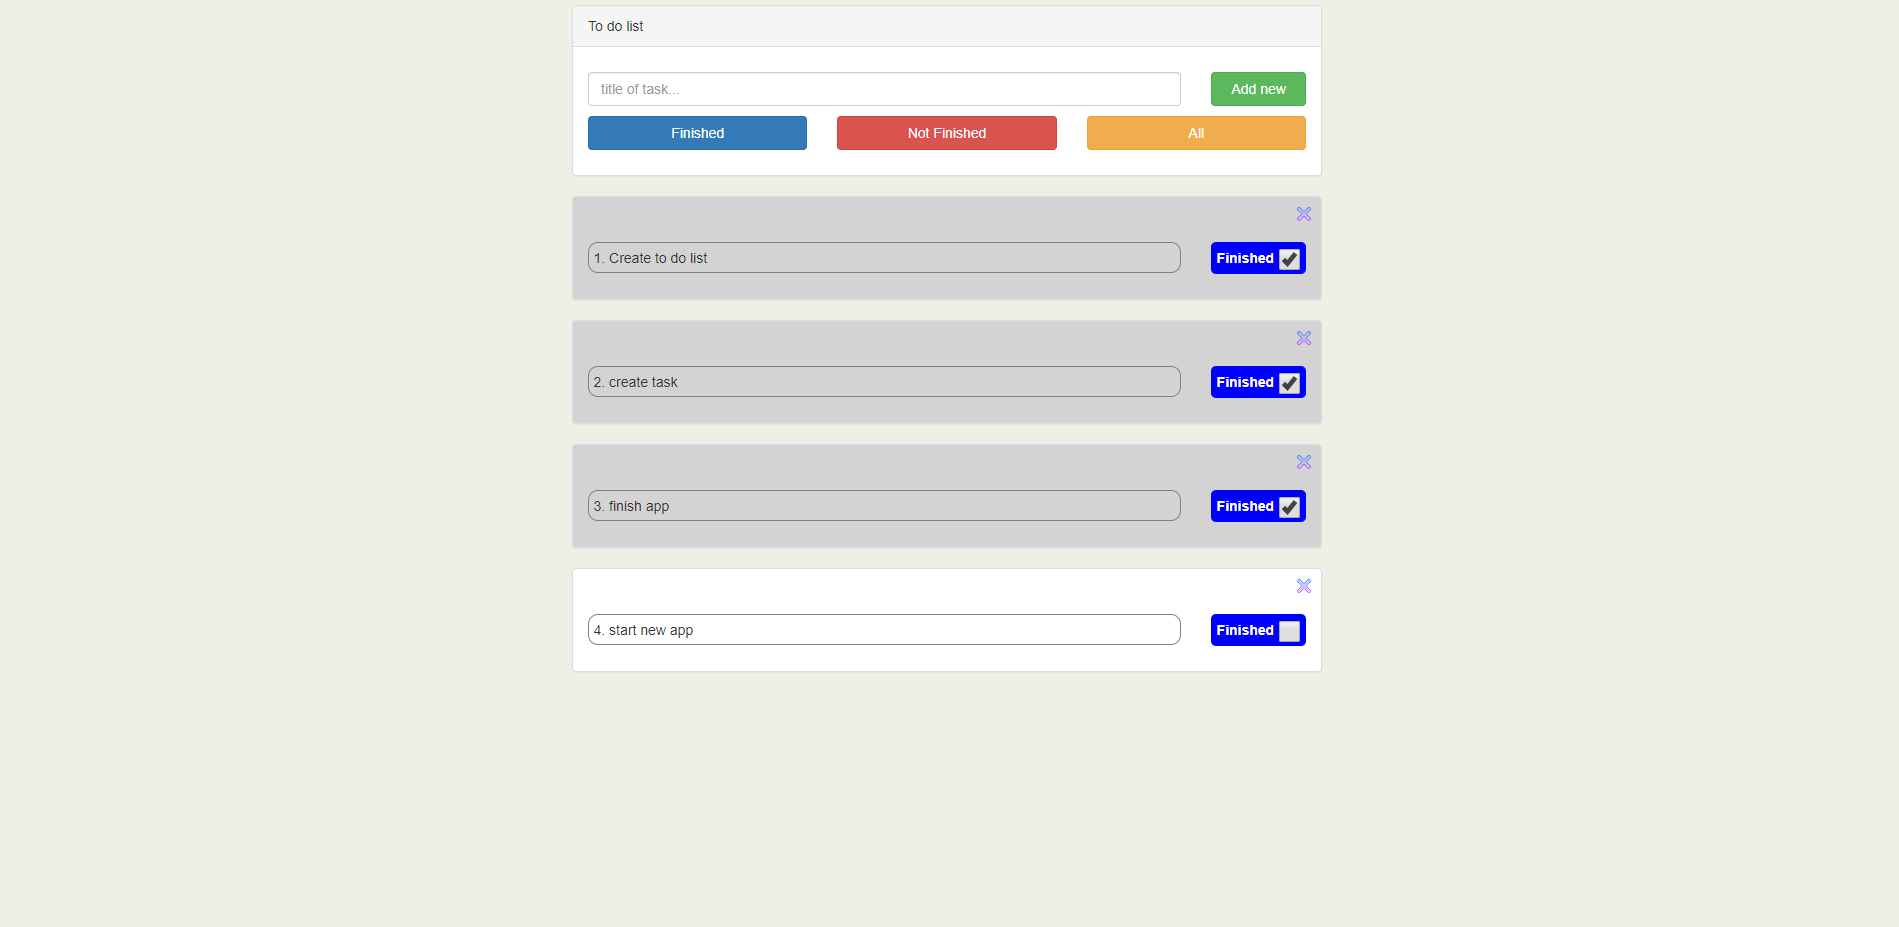 To do list
title of task...
Add new
Finished
Not Finished
All
1. Create to do list
Finished
2. create task
Finished
3. finish app
Finished
4. start new app
Finished